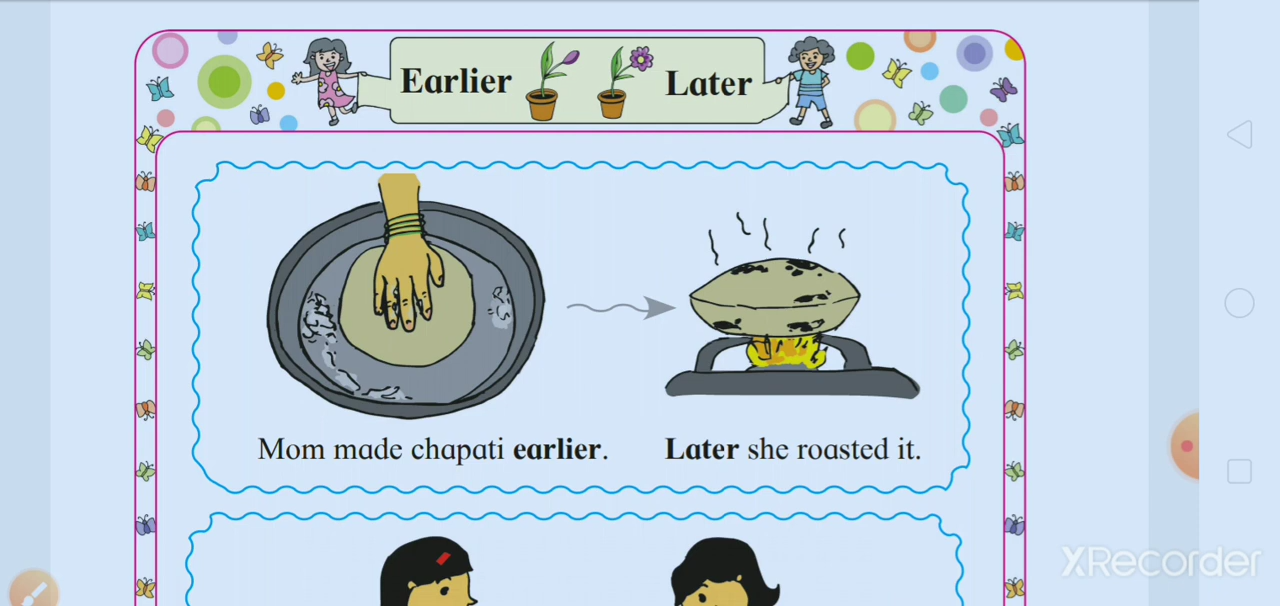 Earlier
Later
Mom made chapati earlier.
Later she roasted it.
XRecorder